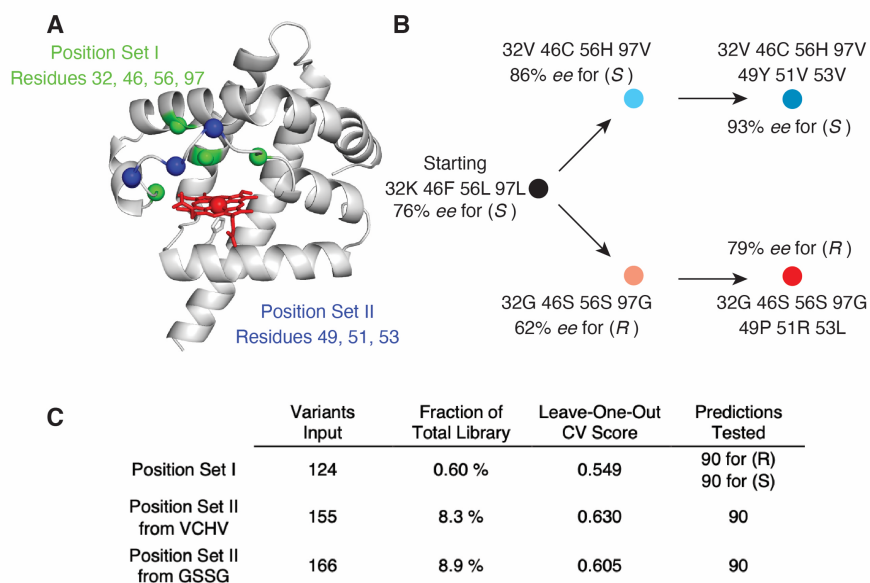 A
Position Set I
Residues 32, 46, 56, 97
Position Set II
Residues 49, 51, 53
B
32V 46C 56H 97V
86% ee for (S)
32V 46C 56H 97V
49Y 51V 53V
93% ee for (S)
Starting
32K 46F 56L 97L
76% ee for (S)
32G 46S 56S 97G
62% ee for (R)
79% ee for (R)
32G 46S 56S 97G
49P 51R 53L
C
Variants Input Fraction of Total Library Leave-One-Out CV Score Predictions Tested
Position Set I 124 0.60 % 0.549 90 for (R) 90 for (S)
Position Set II from VCHV 155 8.3 % 0.630 90
Position Set II from GSSG 166 8.9 % 0.605 90